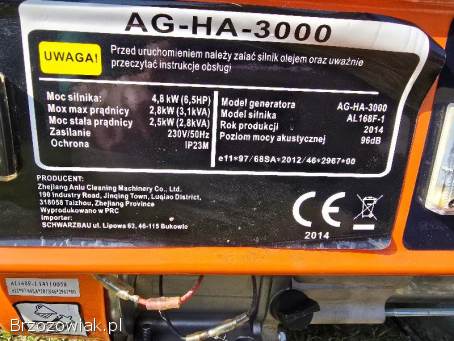 AG-HA-3000
UWAGA!
Przed uruchomieniem należy zalać silnik olejem oraz uważnie
przeczytać instrukcje obsługi
Moc silnika: 4,8 kW (6,5HP)
Mox max prądnicy 2,8kW (3,1kVA)
Moc stała prądnicy 2,5kW (2,8kVA)
Zasilanie 230V/50Hz
Ochrona IP23M
Model generatora AG-HA-3000
Model silnika AL168F-1
Rok produkcji 2014
Poziom mocy akustycznej 96dB
e11*97/68SA*2012/46*2967*00
PRODUCENT:
Zhejiang Anlu Cleaning Machinery Co., Ltd.
190 Industry Road, Jinqing Town, Luqiao District,
318058 Taizhou, Zhejiang Province
Wyprodukowano w PRC
Importer:
SCHWARZBAU ul. Lipowa 63, 46-115 Bukowie
CE
2014
Brzozowiak.pl